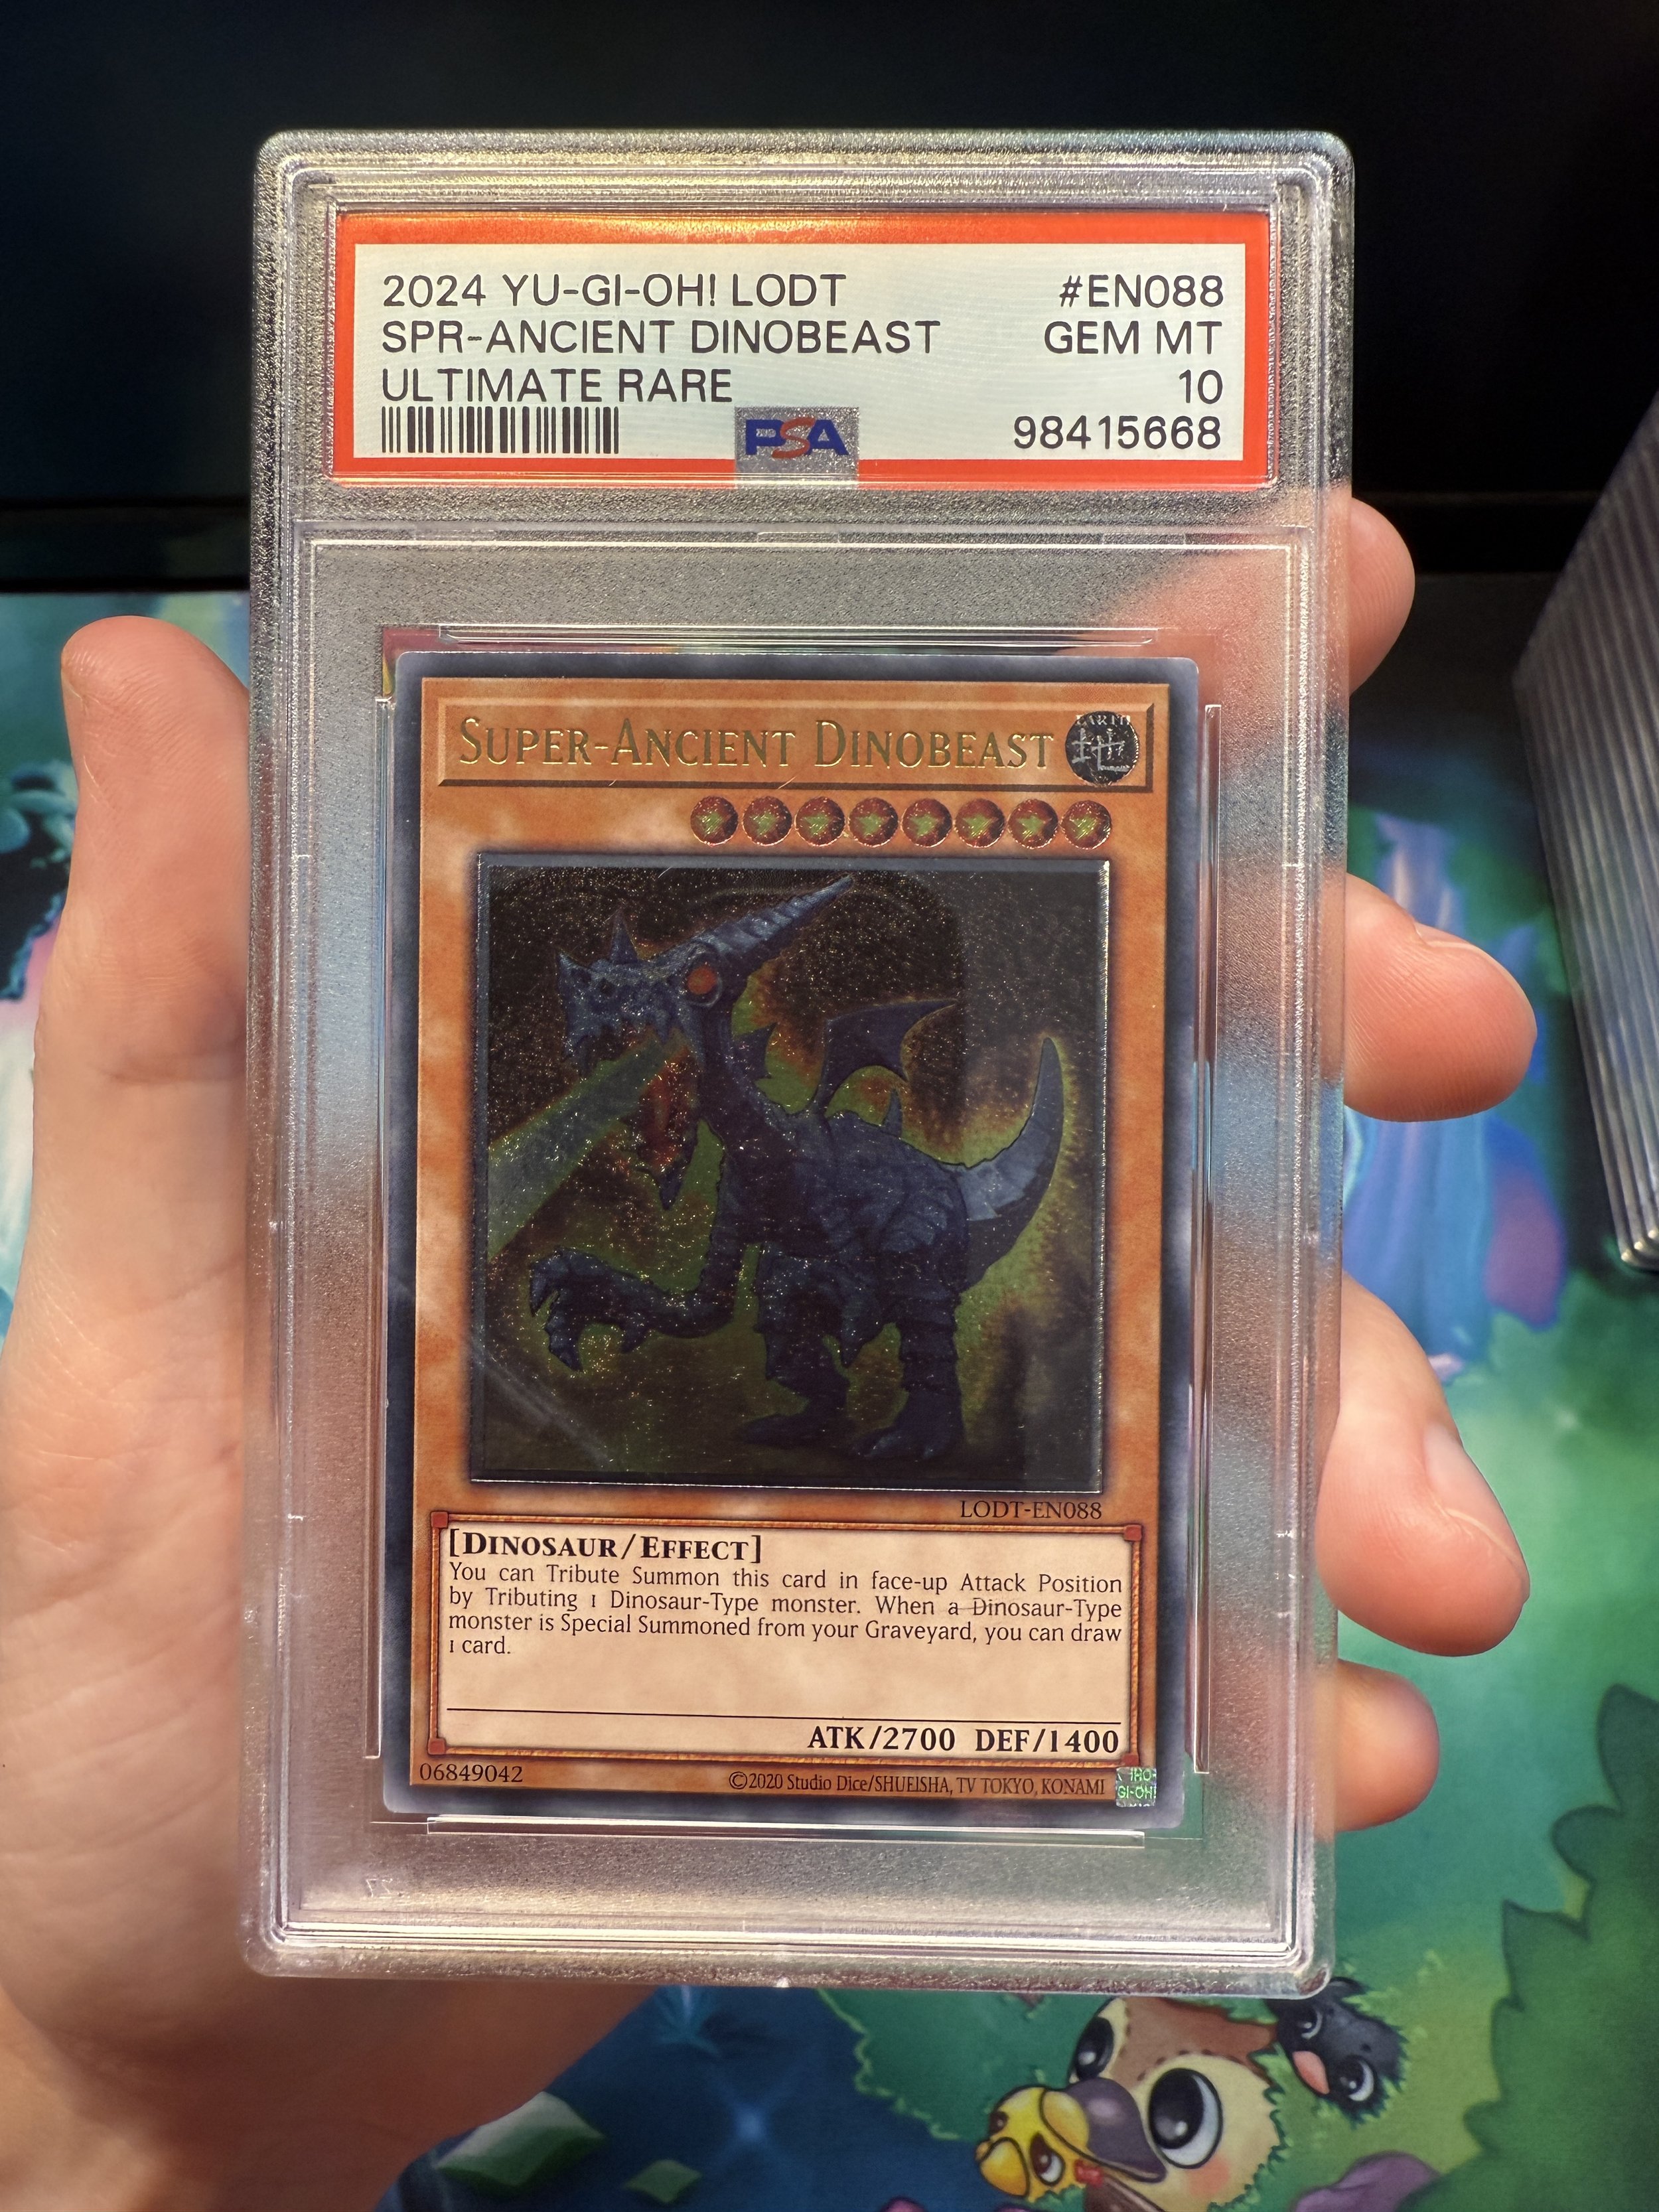 2024 YU-GI-OH! LODT #EN088
SPR-ANCIENT DINOBEAST GEM MT
ULTIMATE RARE 10
PSA 98415668
SUPER-ANCIENT DINOBEAST
EARTH
地
LODT-EN088
[DINOSAUR/EFFECT]
You can Tribute Summon this card in face-up Attack Position
by Tributing 1 Dinosaur-Type monster. When a Dinosaur-Type
monster is Special Summoned from your Graveyard, you can draw
1 card.
ATK/2700 DEF/1400
06849042 ©2020 Studio Dice/SHUEISHA, TV TOKYO, KONAMI
GI-OH!